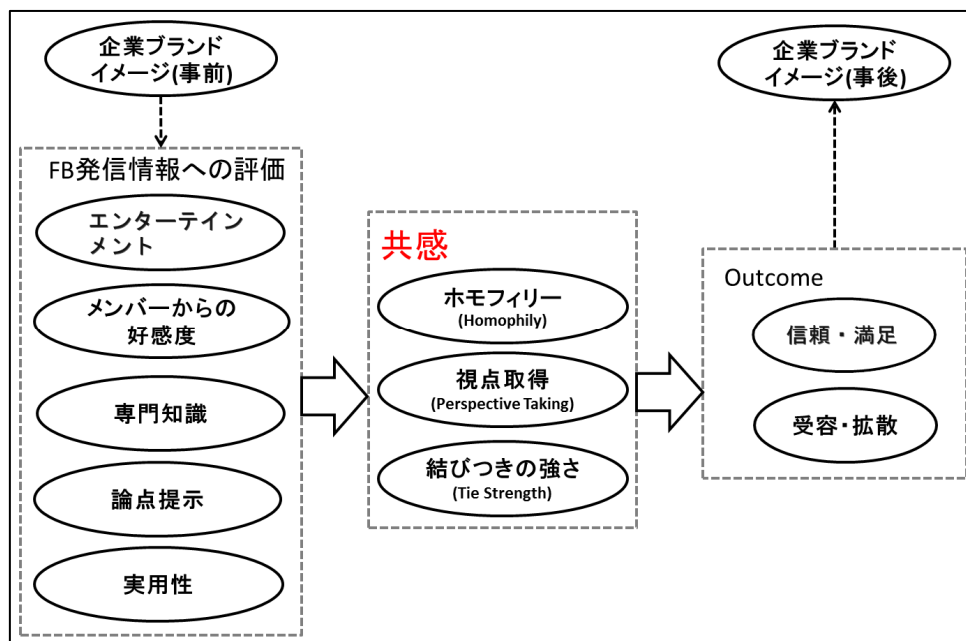 企業ブランド
イメージ(事前)
企業ブランド
イメージ(事後)
FB発信情報への評価
エンターテイン
メント
メンバーからの
好感度
専門知識
論点提示
実用性
共感
ホモフィリー
(Homophily)
視点取得
(Perspective Taking)
結びつきの強さ
(Tie Strength)
Outcome
信頼・満足
受容・拡散